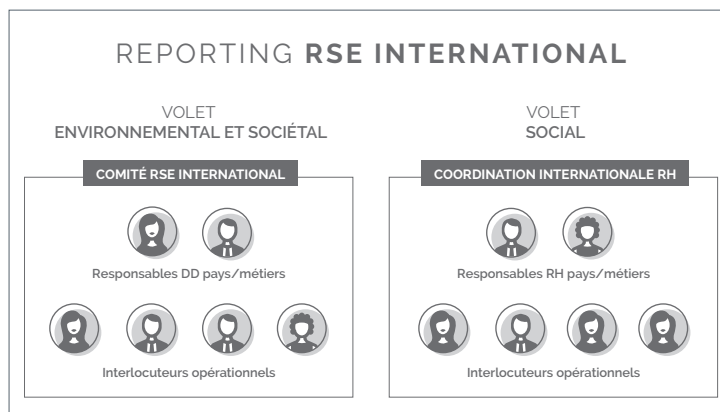 REPORTING RSE INTERNATIONAL
VOLET
ENVIRONNEMENTAL ET SOCIÉTAL
COMITÉ RSE INTERNATIONAL
Responsables DD pays/métiers
Interlocuteurs opérationnels
VOLET
SOCIAL
COORDINATION INTERNATIONALE RH
Responsables RH pays/métiers
Interlocuteurs opérationnels